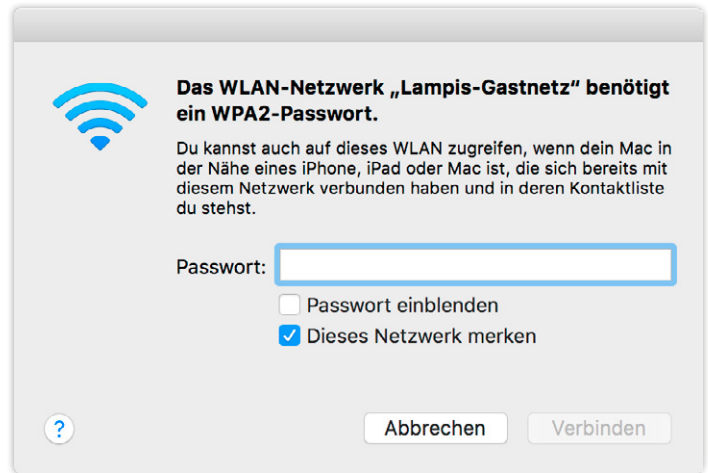 Das WLAN-Netzwerk „Lampis-Gastnetz“ benötigt
ein WPA2-Passwort.
Du kannst auch auf dieses WLAN zugreifen, wenn dein Mac in
der Nähe eines iPhone, iPad oder Mac ist, die sich bereits mit
diesem Netzwerk verbunden haben und in deren Kontaktliste
du stehst.
Passwort:
Passwort einblenden
Dieses Netzwerk merken
?
Abbrechen
Verbinden